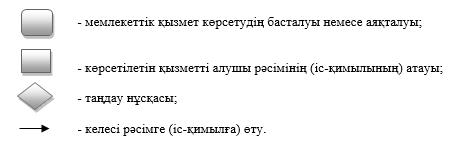 - мемлекеттік қызмет көрсетудің басталуы немесе аяқталуы;
- көрсетілетін қызметті алушы рәсімінің (іс-қимылының) атауы;
- таңдау нұсқасы;
- келесі рәсімге (іс-қимылға) өту.